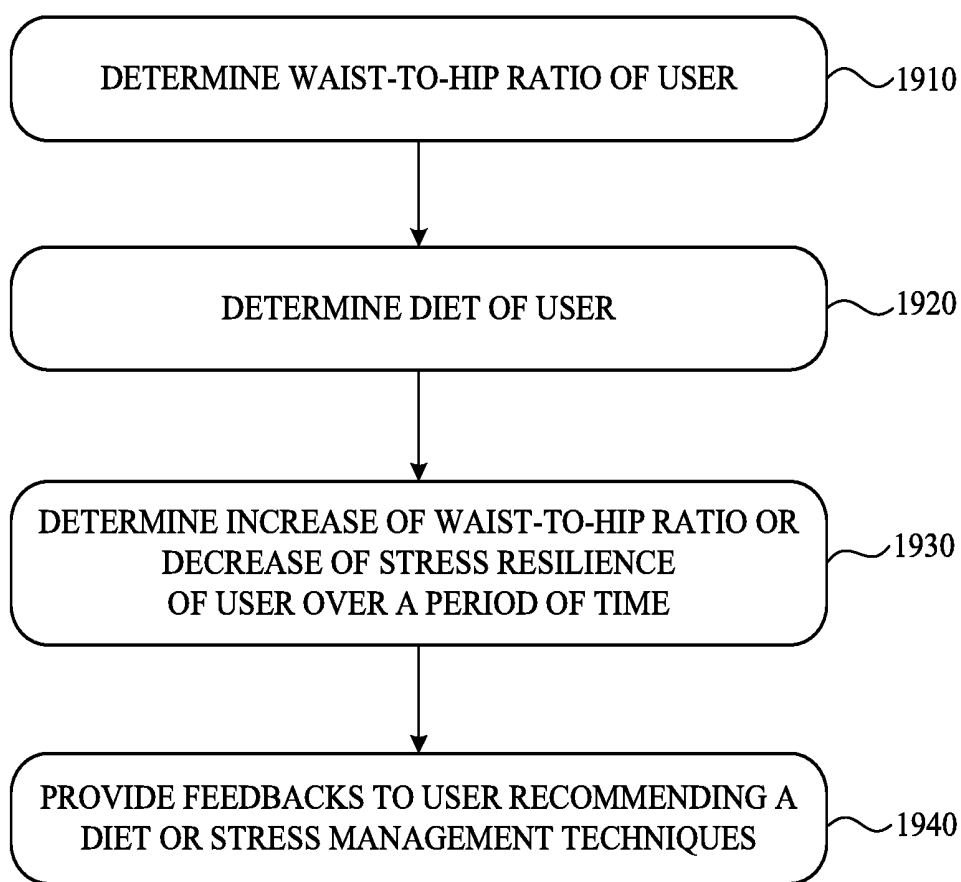 DETERMINE WAIST-TO-HIP RATIO OF USER
1910
DETERMINE DIET OF USER
1920
DETERMINE INCREASE OF WAIST-TO-HIP RATIO OR
DECREASE OF STRESS RESILIENCE
OF USER OVER A PERIOD OF TIME
1930
PROVIDE FEEDBACKS TO USER RECOMMENDING A
DIET OR STRESS MANAGEMENT TECHNIQUES
1940